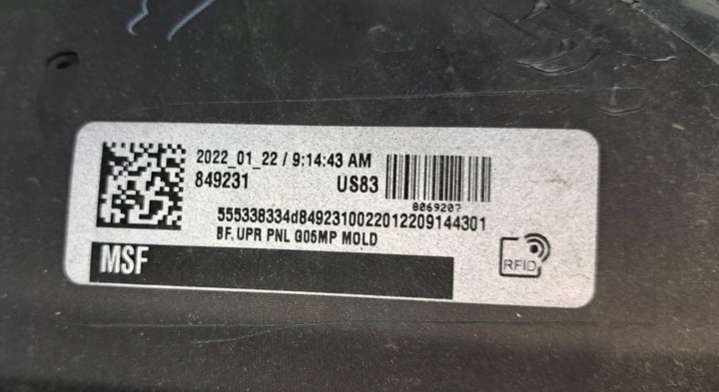 2022_01_22 / 9:14:43 AM
849231 US83
8069207
555338334d8492310022012209144301
BF, UPR PNL G05MP MOLD
MSF
RFID